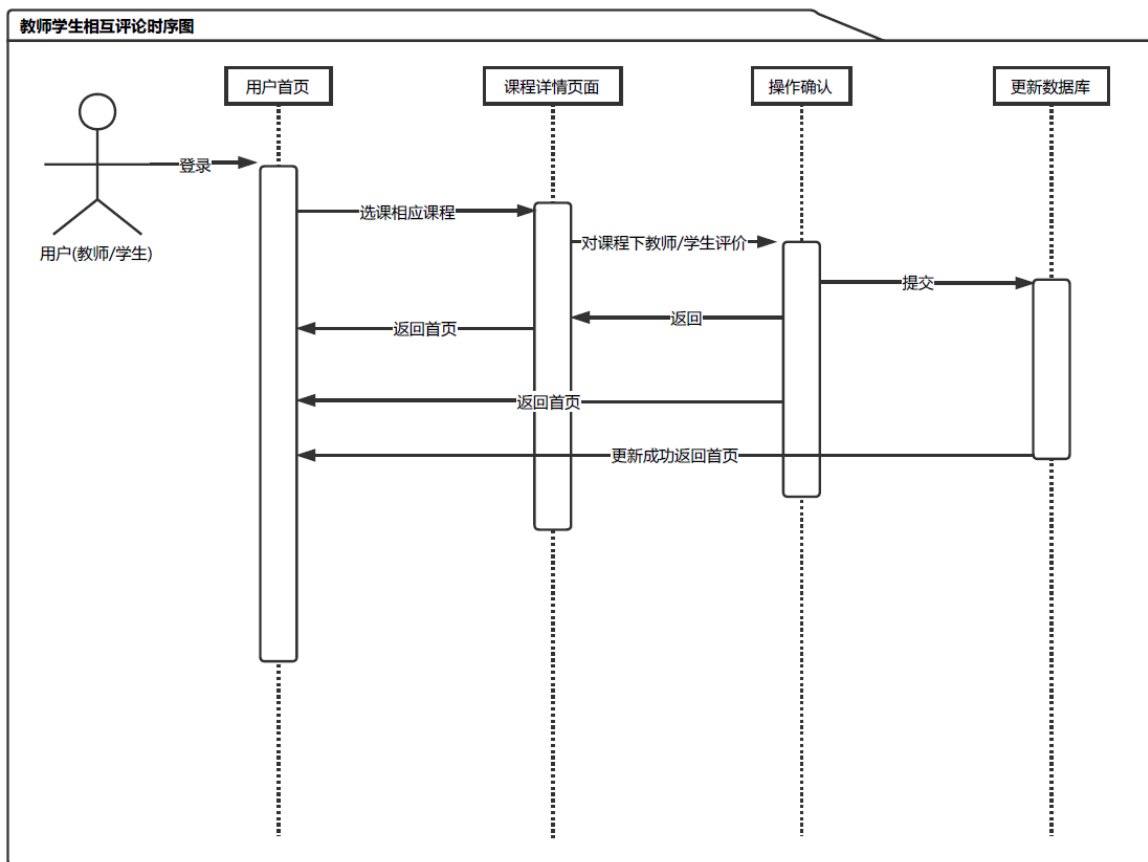 教师学生相互评论时序图
用户首页
课程详情页面
操作确认
更新数据库
登录
选课相应课程
对课程下教师/学生评价
用户(教师/学生)
提交
返回
返回首页
返回首页
更新成功返回首页